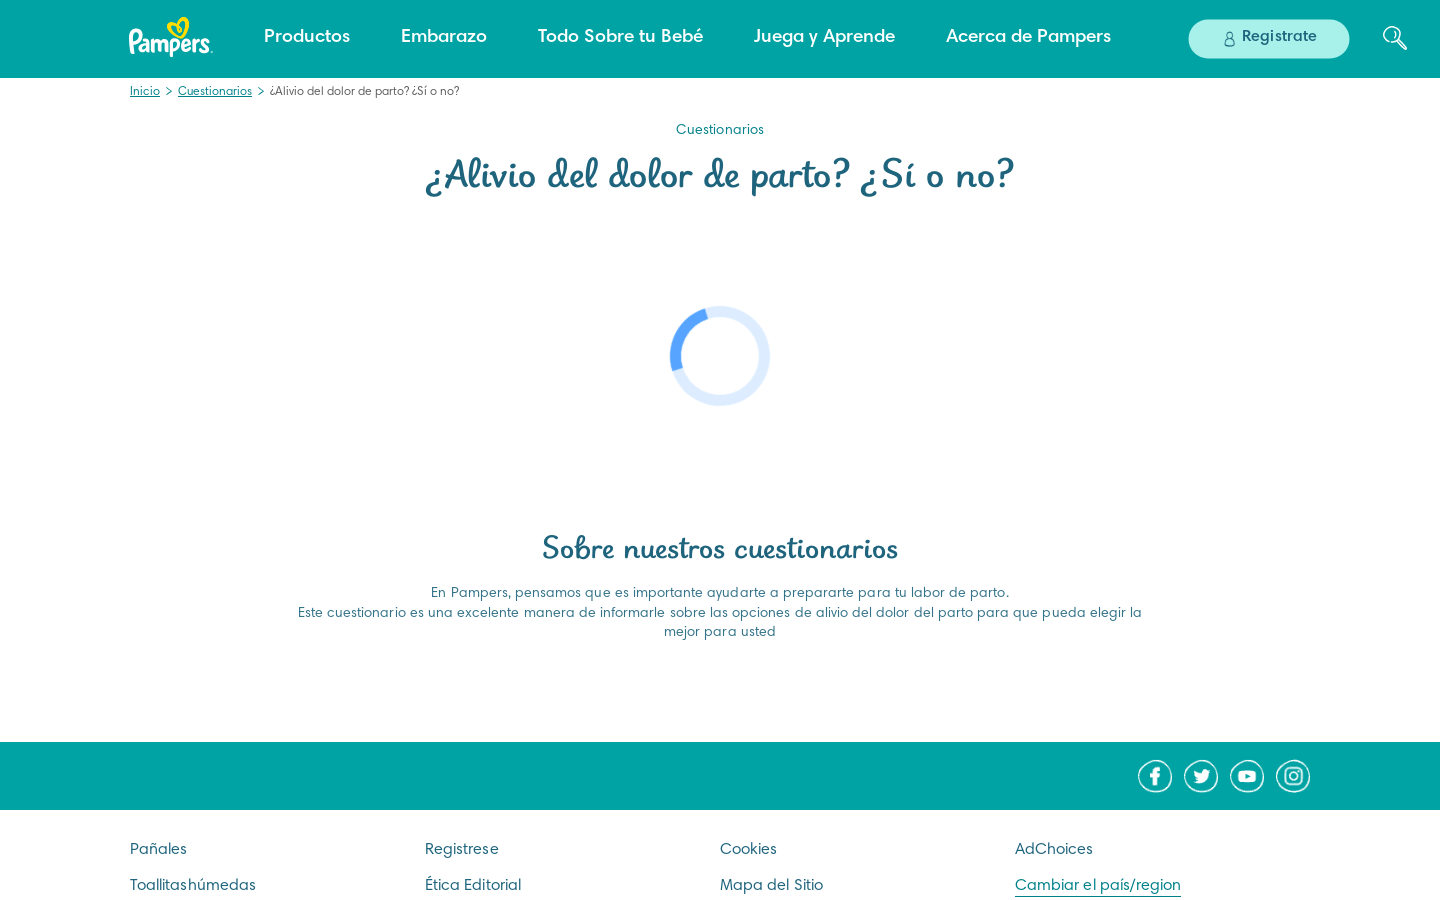 Pampers
Productos
Embarazo
Todo Sobre tu Bebé
Juega y Aprende
Acerca de Pampers
Registrate
Inicio > Cuestionarios > ¿Alivio del dolor de parto? ¿Sí o no?
Cuestionarios
¿Alivio del dolor de parto? ¿Sí o no?
Sobre nuestros cuestionarios
En Pampers, pensamos que es importante ayudarte a prepararte para tu labor de parto.
Este cuestionario es una excelente manera de informarle sobre las opciones de alivio del dolor del parto para que pueda elegir la
mejor para usted
Pañales
Registrese
Cookies
AdChoices
Toallitashúmedas
Ética Editorial
Mapa del Sitio
Cambiar el país/region